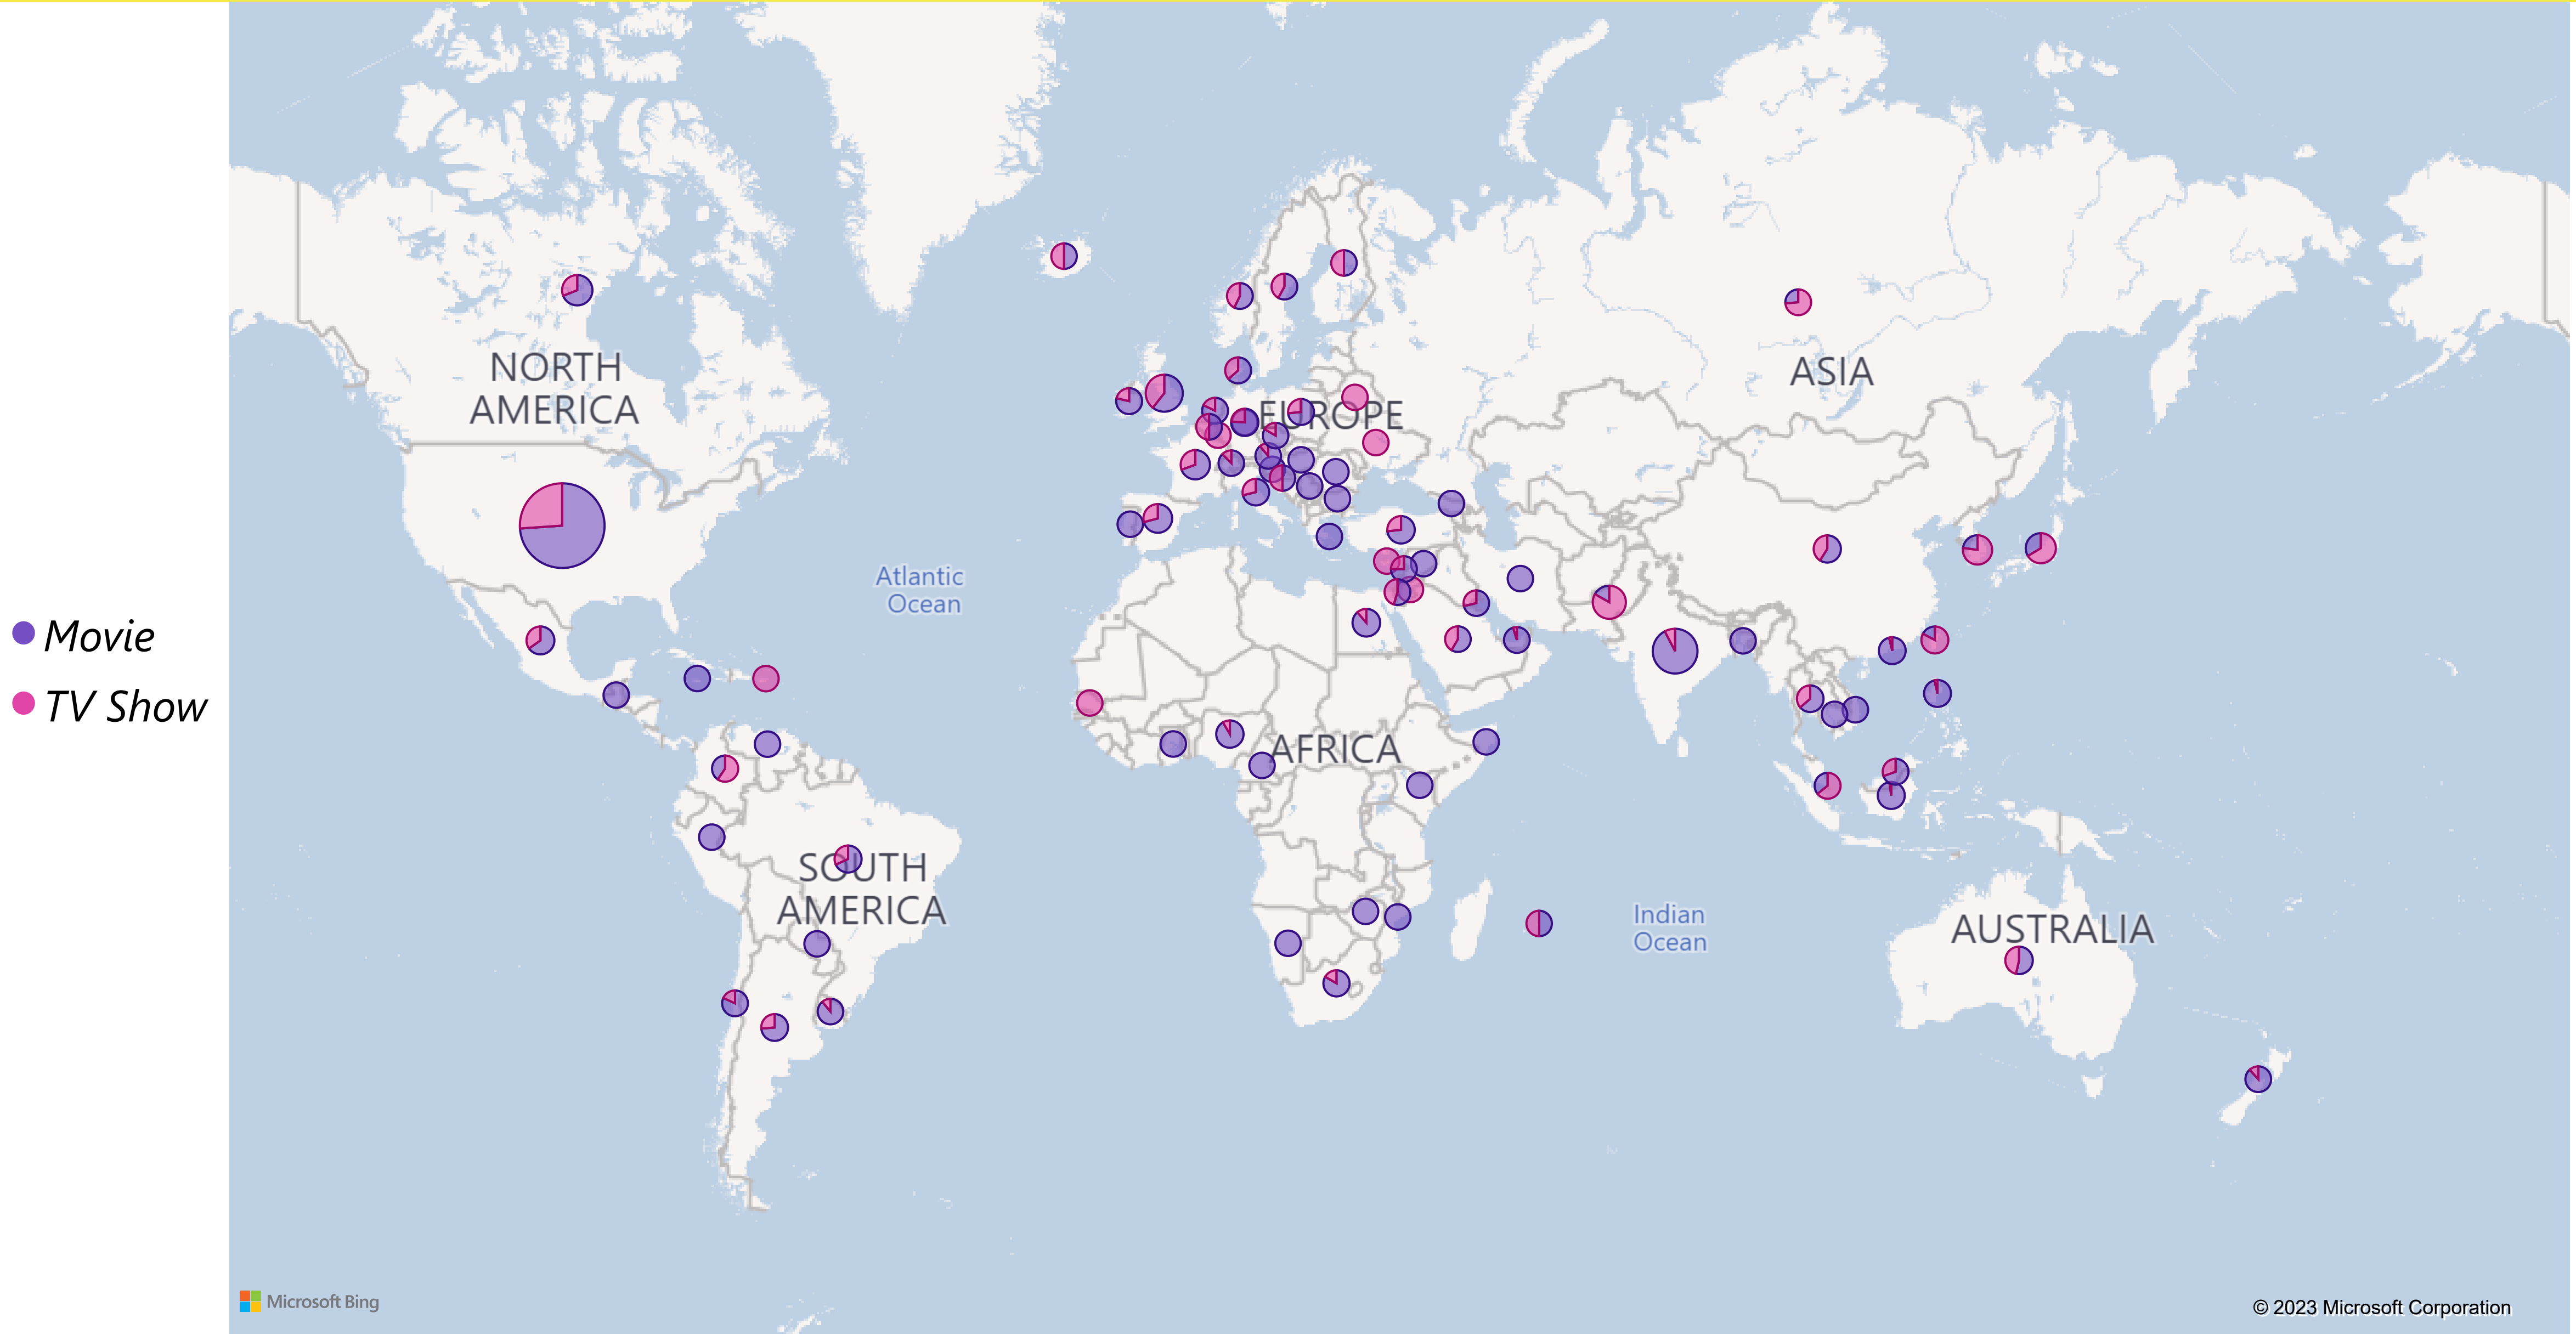 Movie
TV Show
NORTH
AMERICA
ASIA
EUROPE
Atlantic
Ocean
AFRICA
SOUTH
AMERICA
Indian
Ocean
AUSTRALIA
Microsoft Bing
© 2023 Microsoft Corporation